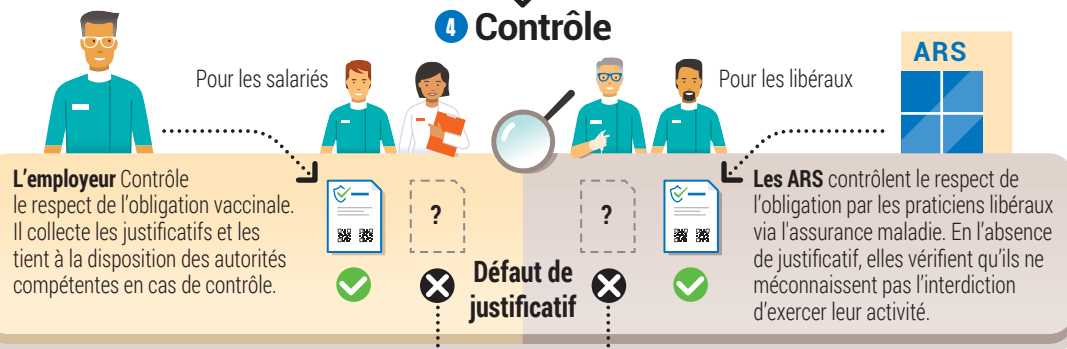 4 Contrôle
Pour les salariés
Pour les libéraux
ARS
L'employeur Contrôle
le respect de l'obligation vaccinale.
Il collecte les justificatifs et les
tient à la disposition des autorités
compétentes en cas de contrôle.
?
Défaut de
justificatif
?
Les ARS contrôlent le respect de
l'obligation par les praticiens libéraux
via l'assurance maladie. En l'absence
de justificatif, elles vérifient qu'ils ne
méconnaissent pas l'interdiction
d'exercer leur activité.